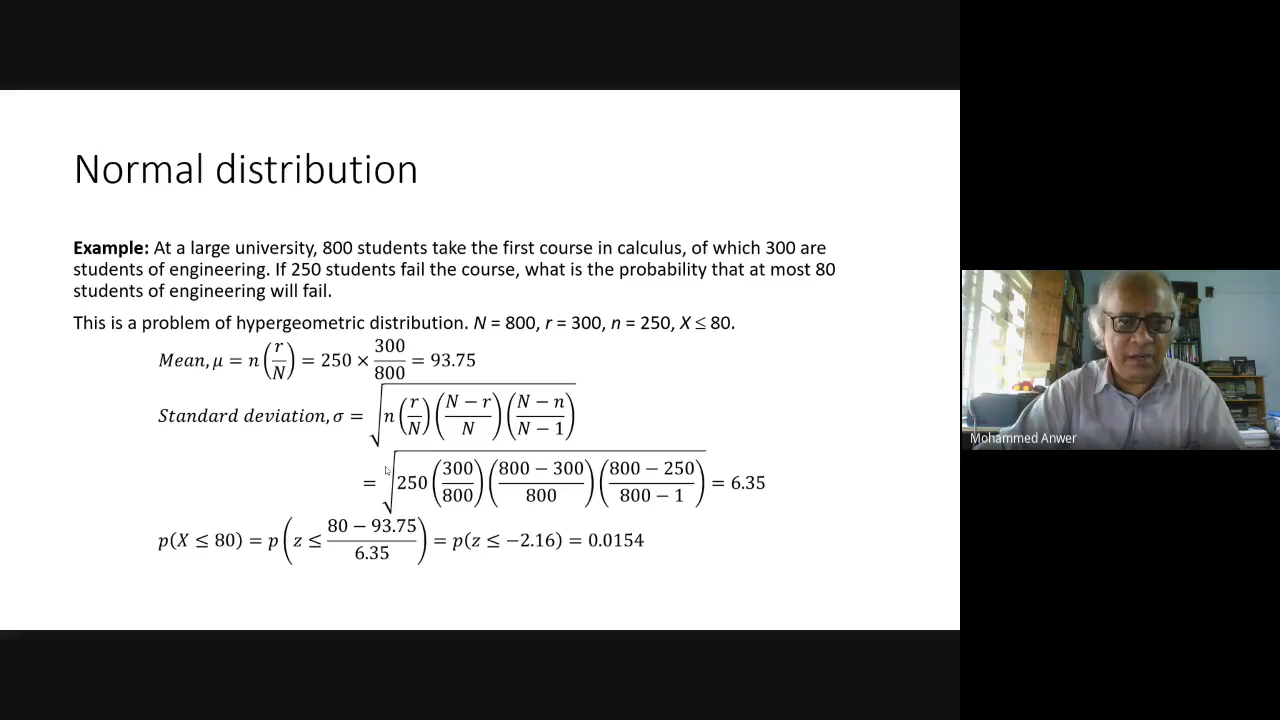 Normal distribution
Example: At a large university, 800 students take the first course in calculus, of which 300 are
students of engineering. If 250 students fail the course, what is the probability that at most 80
students of engineering will fail.
This is a problem of hypergeometric distribution. N = 800, r = 300, n = 250, X ≤ 80.
Mean, μ = n(r/N) = 250 × 300/800 = 93.75
Standard deviation, σ = √(n(r/N)((N − r)/N)((N − n)/(N − 1)))
= √(250(300/800)((800 − 300)/800)((800 − 250)/(800 − 1))) = 6.35
p(X ≤ 80) = p(z ≤ (80 − 93.75)/6.35) = p(z ≤ −2.16) = 0.0154
Mohammed Anwer